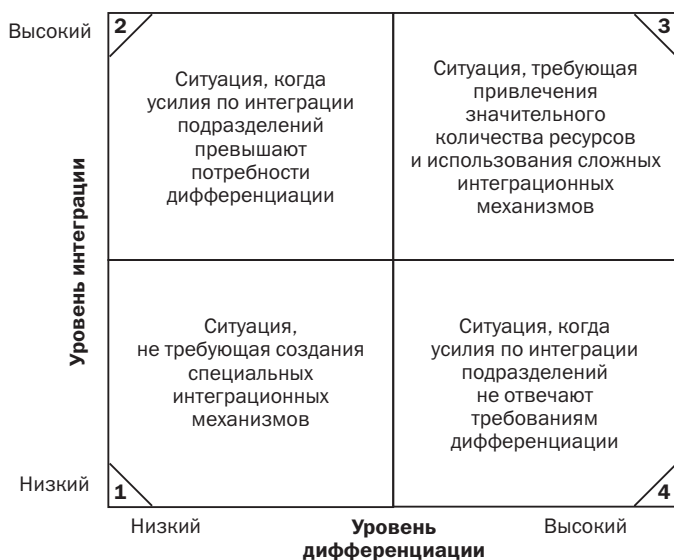 Высокий
2
3
Ситуация, когда
усилия по интеграции
подразделений
превышают
потребности
дифференциации
Ситуация, требующая
привлечения
значительного
количества ресурсов
и использования сложных
интеграционных
механизмов
Уровень интеграции
Ситуация,
не требующая создания
специальных
интеграционных
механизмов
Ситуация, когда
усилия по интеграции
подразделений
не отвечают
требованиям
дифференциации
Низкий
1
4
Низкий
Уровень
дифференциации
Высокий